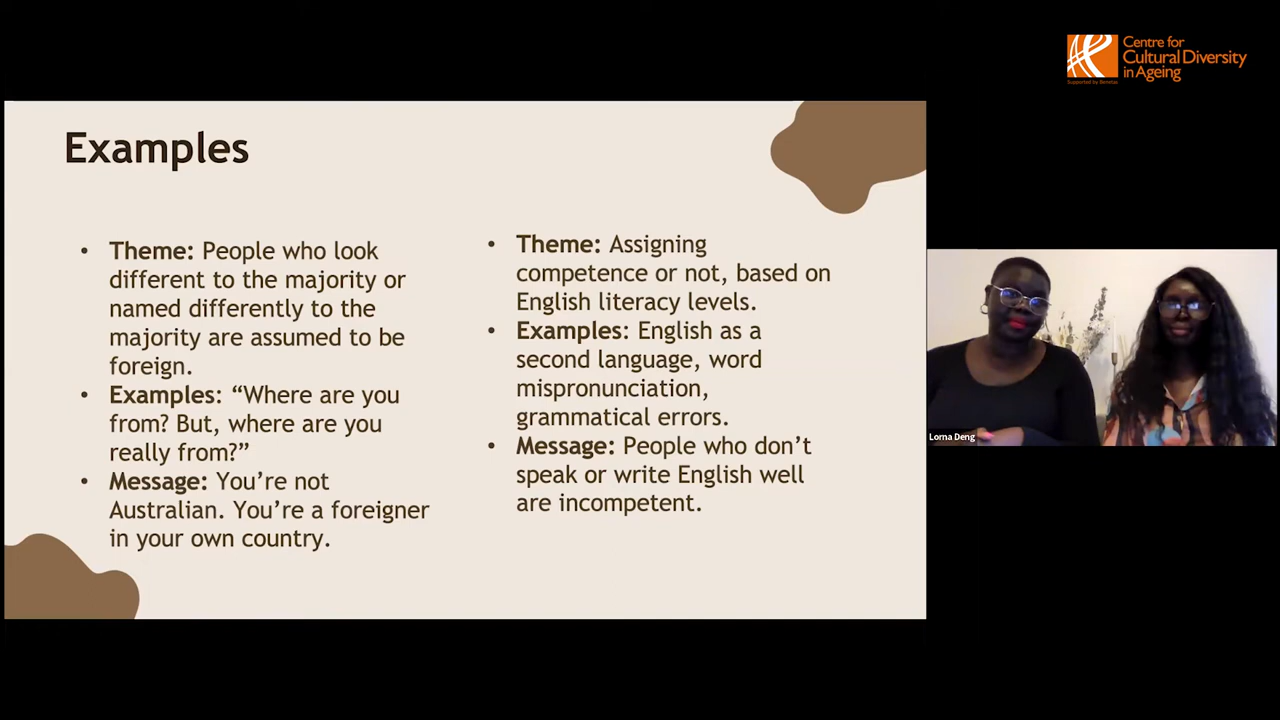 Centre for
Cultural Diversity
in Ageing
Supported by Benetas
Examples
• Theme: People who look
different to the majority or
named differently to the
majority are assumed to be
foreign.
• Examples: “Where are you
from? But, where are you
really from?”
• Message: You’re not
Australian. You’re a foreigner
in your own country.
• Theme: Assigning
competence or not, based on
English literacy levels.
• Examples: English as a
second language, word
mispronunciation,
grammatical errors.
• Message: People who don’t
speak or write English well
are incompetent.
Lorna Deng